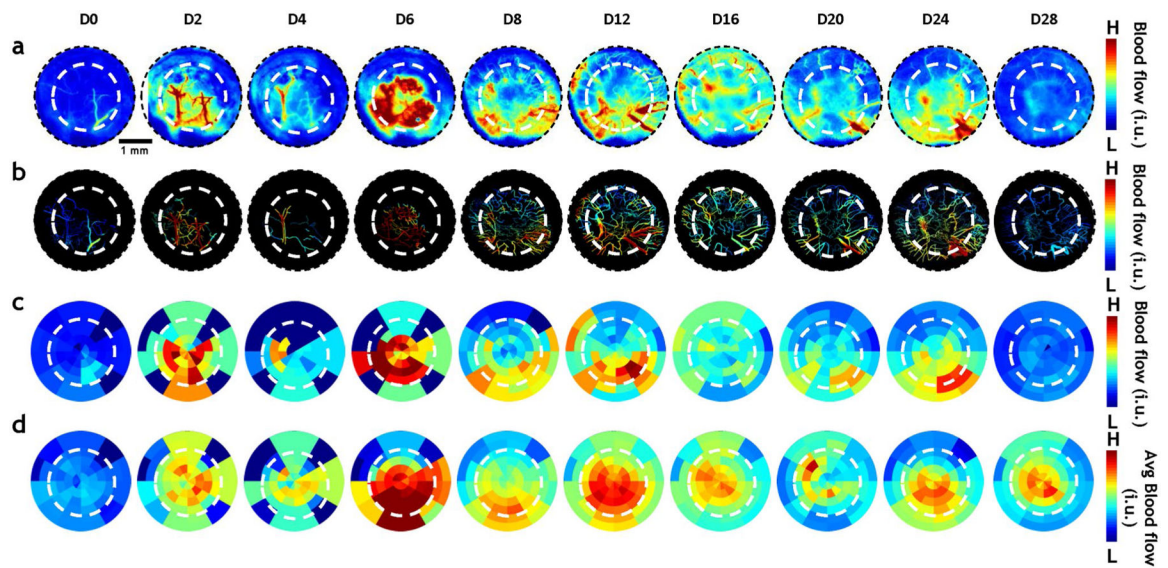 D0 D2 D4 D6 D8 D12 D16 D20 D24 D28
a
H
Blood flow (i.u.)
L
1 mm
b
H
Blood flow (i.u.)
L
c
H
Blood flow (i.u.)
L
d
H
Avg Blood flow
(i.u.)
L